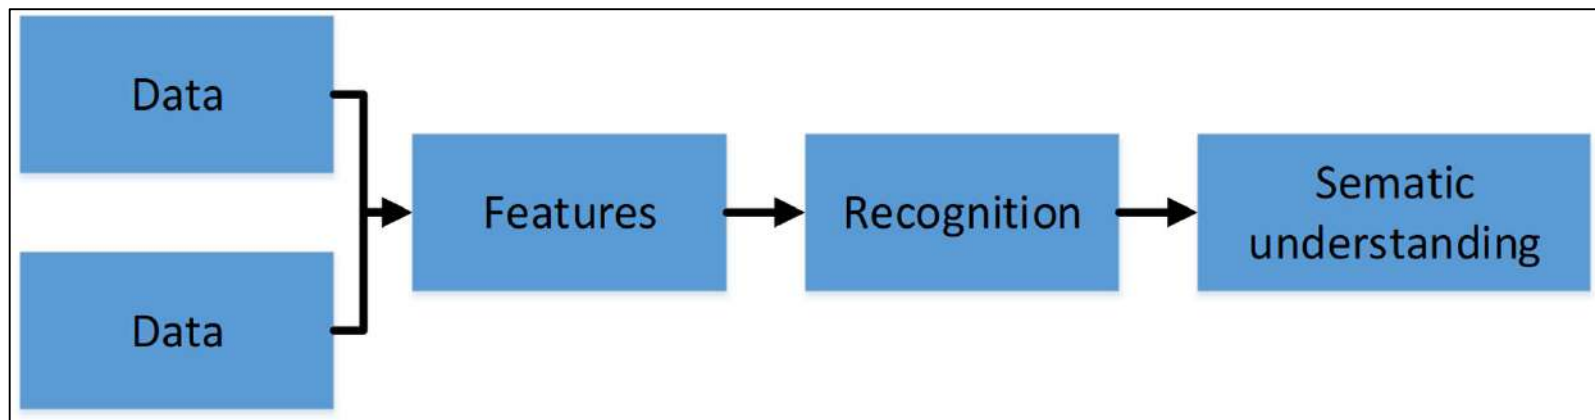 Data
Data
Features
Recognition
Sematic
understanding